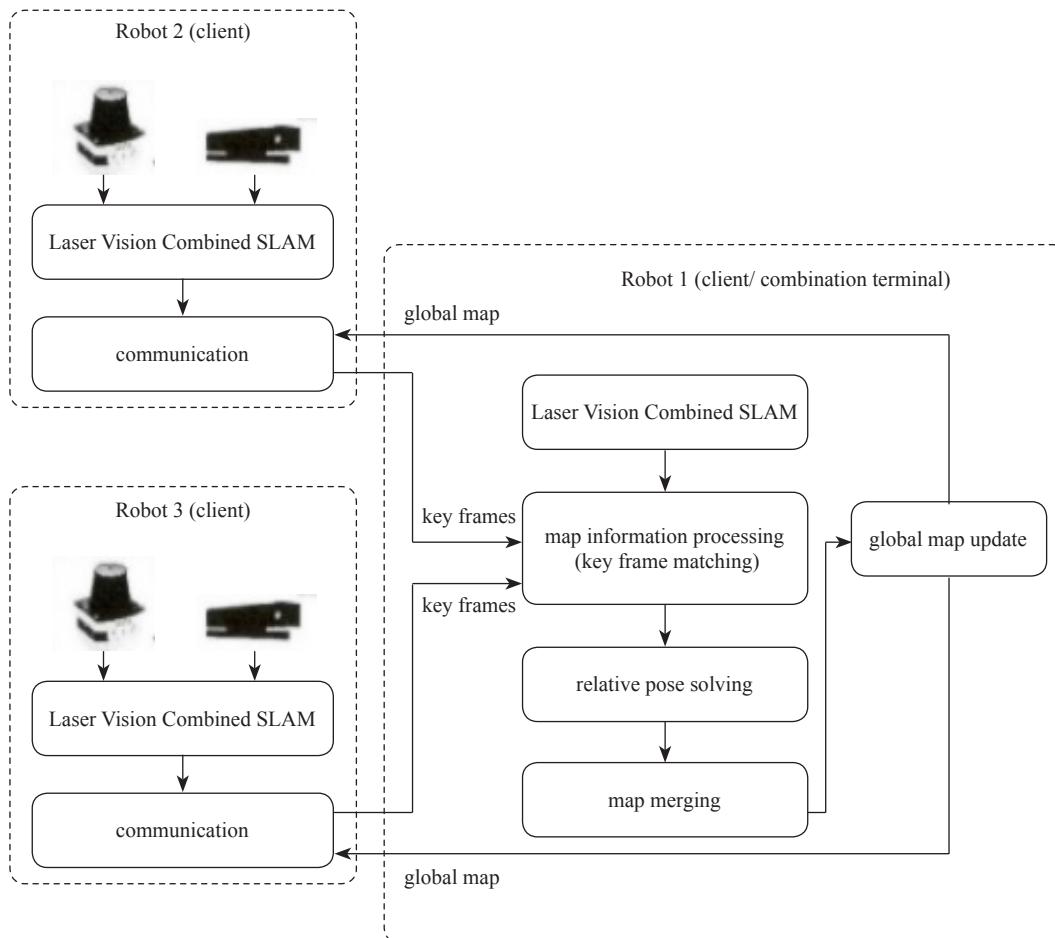 Robot 2 (client)
Laser Vision Combined SLAM
communication
Robot 1 (client/ combination terminal)
global map
Laser Vision Combined SLAM
key frames
map information processing
(key frame matching)
global map update
key frames
relative pose solving
map merging
global map
Robot 3 (client)
Laser Vision Combined SLAM
communication